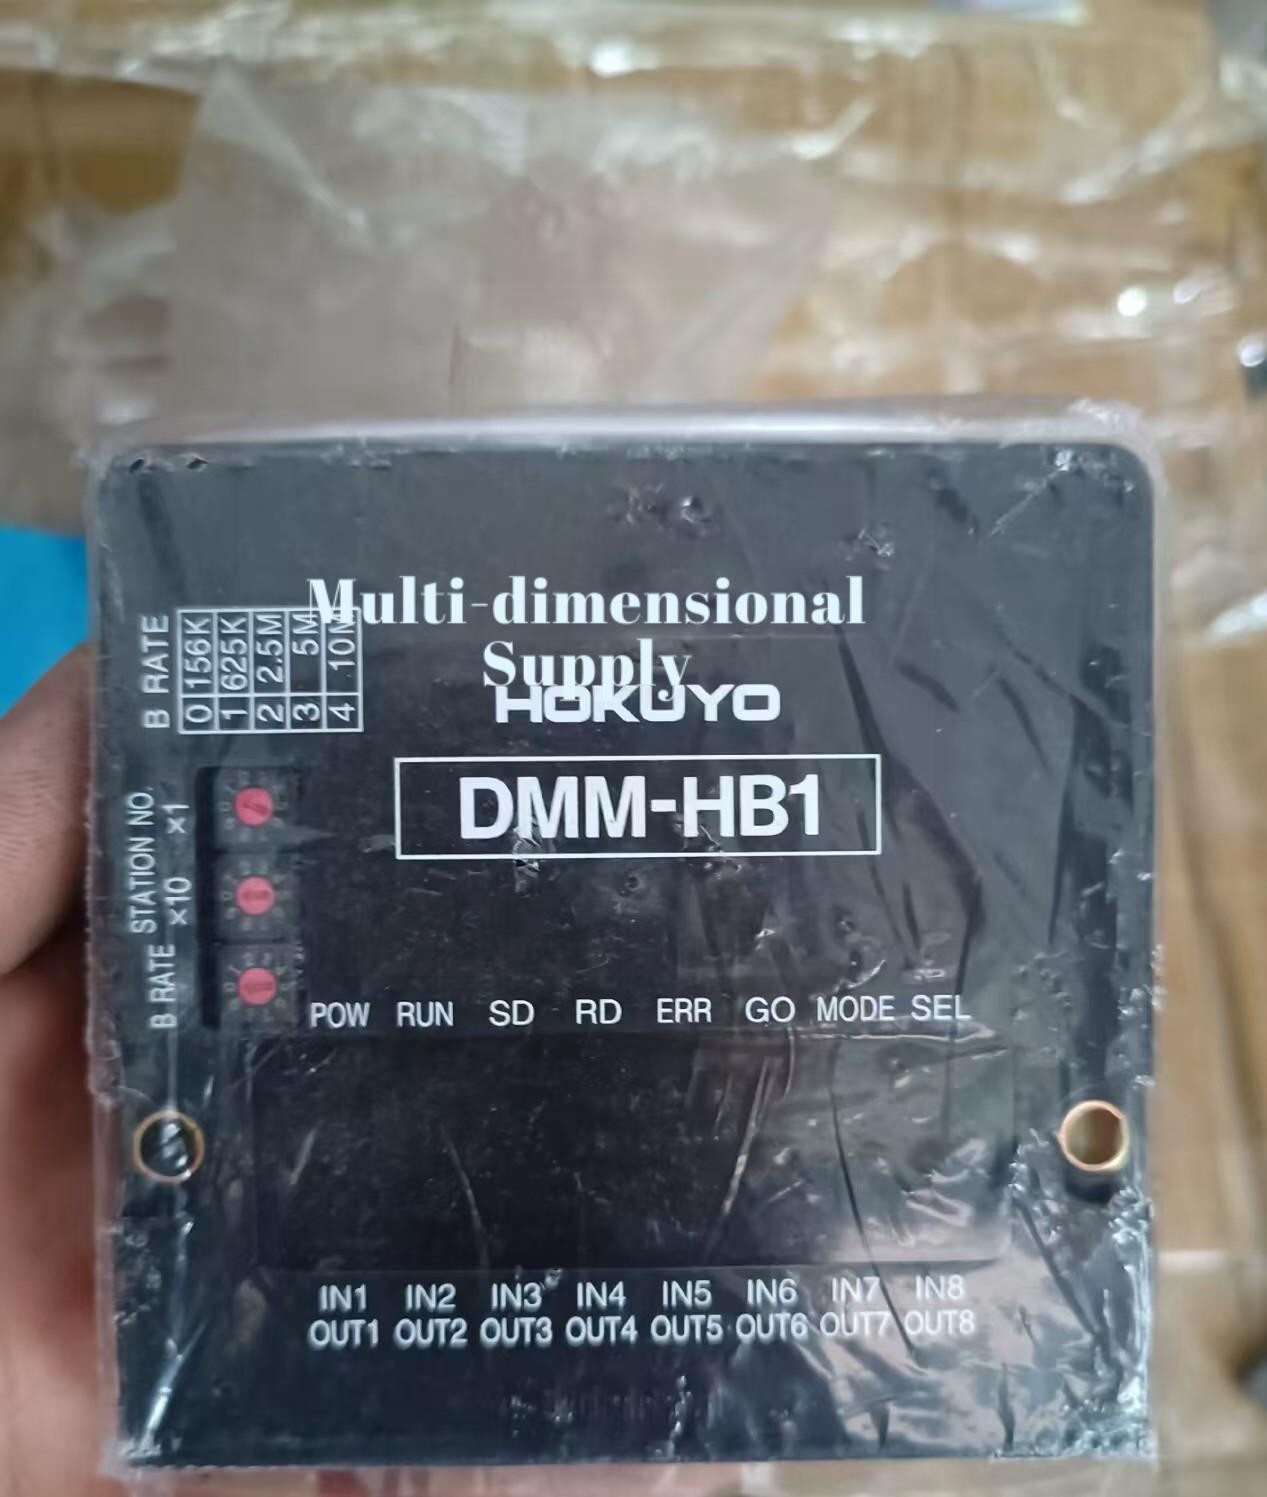 Multi-dimensional
Supply
HOKUYO
DMM-HB1
B RATE
0 156K
1 625K
2 2.5M
3 5M
4 10M
STATION NO.
×10 ×1
B RATE
POW RUN SD RD ERR GO MODE SEL
IN1 IN2 IN3 IN4 IN5 IN6 IN7 IN8
OUT1 OUT2 OUT3 OUT4 OUT5 OUT6 OUT7 OUT8